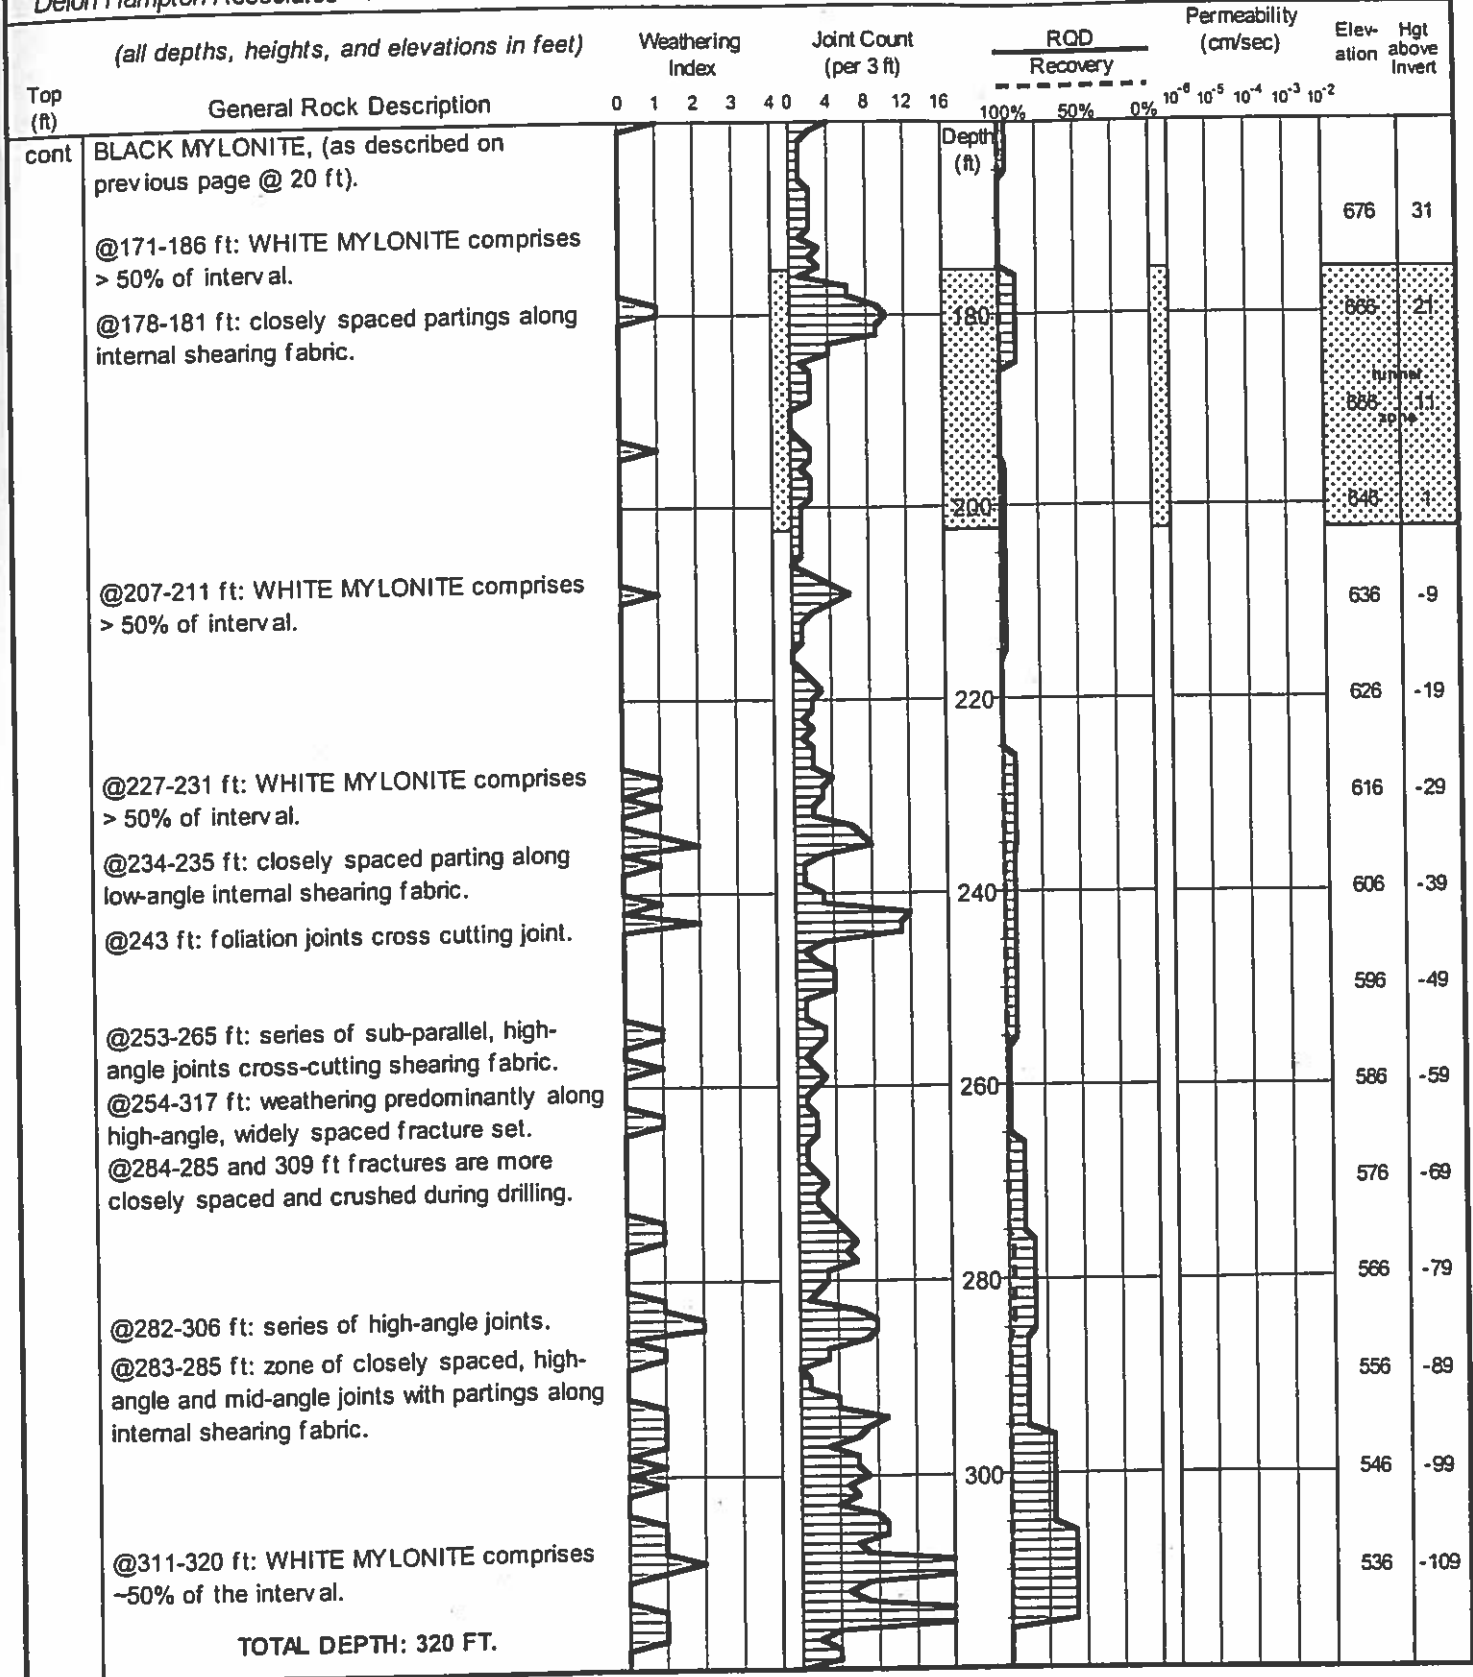 (all depths, heights, and elevations in feet)
Top
(ft)
General Rock Description
Weathering
Index
0 1 2 3 4
Joint Count
(per 3 ft)
0 4 8 12 16
RQD
Recovery
100% 50% 0%
Permeability
(cm/sec)
10-6 10-5 10-4 10-3 10-2
Elev-
ation
Hgt
above
Invert
cont
BLACK MYLONITE, (as described on
previous page @ 20 ft).
@171-186 ft: WHITE MYLONITE comprises
> 50% of interval.
@178-181 ft: closely spaced partings along
internal shearing fabric.
@207-211 ft: WHITE MYLONITE comprises
> 50% of interval.
@227-231 ft: WHITE MYLONITE comprises
> 50% of interval.
@234-235 ft: closely spaced parting along
low-angle internal shearing fabric.
@243 ft: foliation joints cross cutting joint.
@253-265 ft: series of sub-parallel, high-
angle joints cross-cutting shearing fabric.
@254-317 ft: weathering predominantly along
high-angle, widely spaced fracture set.
@284-285 and 309 ft fractures are more
closely spaced and crushed during drilling.
@282-306 ft: series of high-angle joints.
@283-285 ft: zone of closely spaced, high-
angle and mid-angle joints with partings along
internal shearing fabric.
@311-320 ft: WHITE MYLONITE comprises
~50% of the interval.
TOTAL DEPTH: 320 FT.
Depth
(ft)
180
200
220
240
260
280
300
676 31
666 21
tunnel
656 11
zone
646 1
636 -9
626 -19
616 -29
606 -39
596 -49
586 -59
576 -69
566 -79
556 -89
546 -99
536 -109